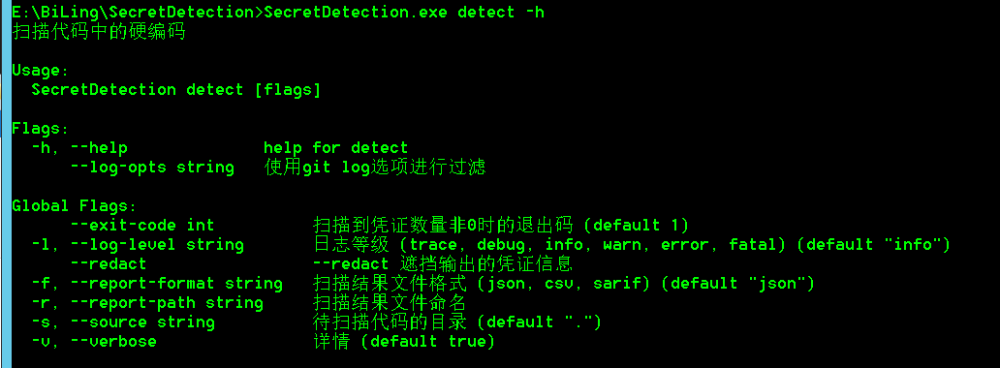 E:\BiLing\SecretDetection>SecretDetection.exe detect -h
扫描代码中的硬编码
Usage:
SecretDetection detect [flags]
Flags:
-h, --help help for detect
--log-opts string 使用git log选项进行过滤
Global Flags:
--exit-code int 扫描到凭证数量非0时的退出码 (default 1)
-l, --log-level string 日志等级 (trace, debug, info, warn, error, fatal) (default "info")
--redact --redact 遮挡输出的凭证信息
-f, --report-format string 扫描结果文件格式 (json, csv, sarif) (default "json")
-r, --report-path string 扫描结果文件命名
-s, --source string 待扫描代码的目录 (default ".")
-v, --verbose 详情 (default true)